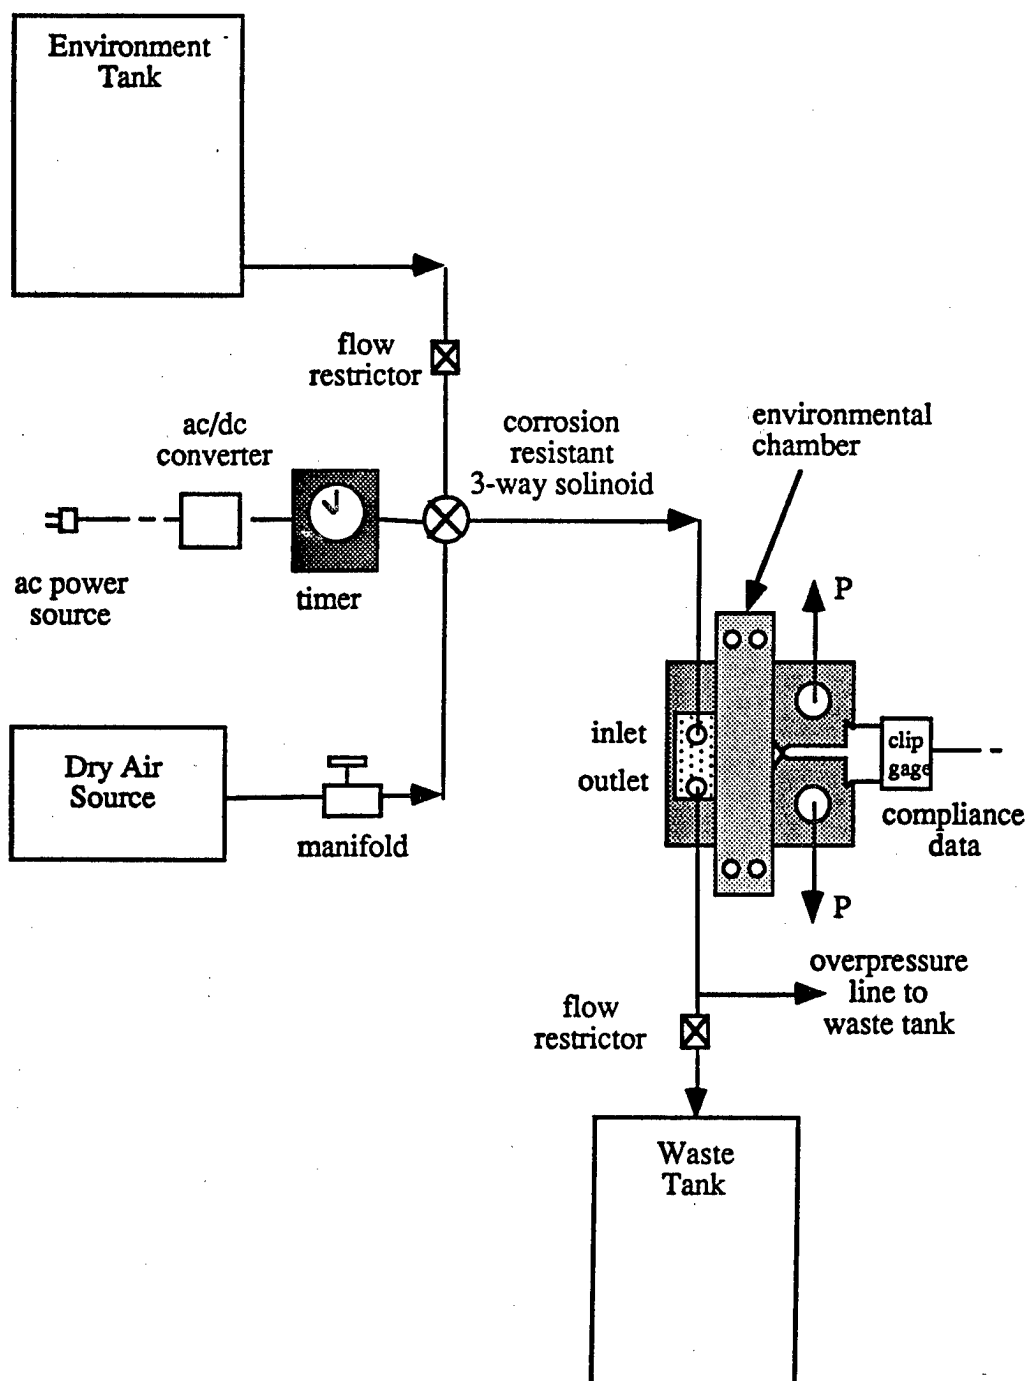 Environment
Tank
flow
restrictor
ac/dc
converter
corrosion
resistant
3-way solinoid
environmental
chamber
ac power
source
timer
P
inlet
outlet
clip
gage
Dry Air
Source
manifold
compliance
data
P
overpressure
line to
waste tank
flow
restrictor
Waste
Tank